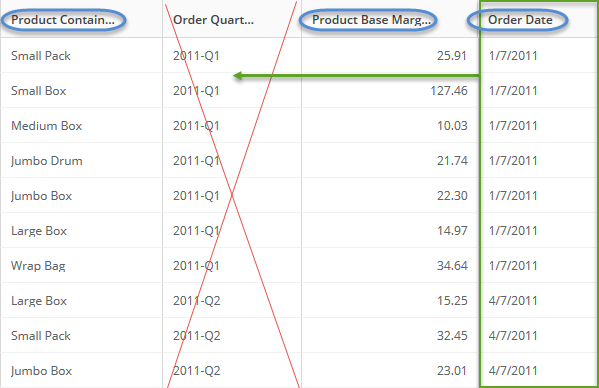 Product Contain... Order Quart... Product Base Marg... Order Date
Small Pack 2011-Q1 25.91 1/7/2011
Small Box 2011-Q1 127.46 1/7/2011
Medium Box 2011-Q1 10.03 1/7/2011
Jumbo Drum 2011-Q1 21.74 1/7/2011
Jumbo Box 2011-Q1 22.30 1/7/2011
Large Box 2011-Q1 14.97 1/7/2011
Wrap Bag 2011-Q1 34.64 1/7/2011
Large Box 2011-Q2 15.25 4/7/2011
Small Pack 2011-Q2 32.45 4/7/2011
Jumbo Box 2011-Q2 23.01 4/7/2011